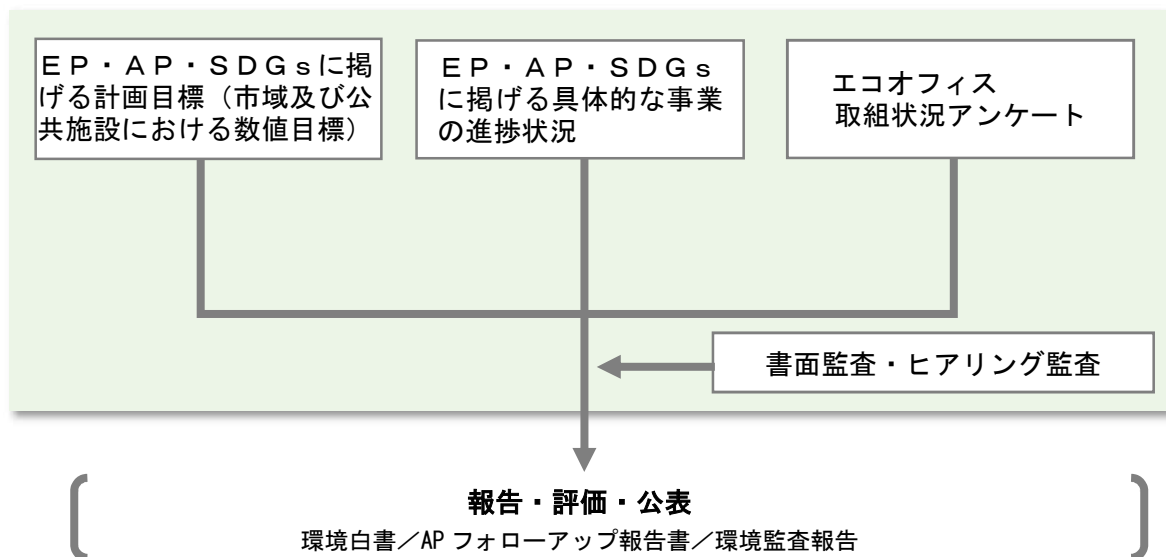 ＥＰ・ＡＰ・ＳＤＧｓに掲
げる計画目標（市域及び公
共施設における数値目標）
ＥＰ・ＡＰ・ＳＤＧｓ
に掲げる具体的な事業
の進捗状況
エコオフィス
取組状況アンケート
書面監査・ヒアリング監査
報告・評価・公表
環境白書／AP フォローアップ報告書／環境監査報告